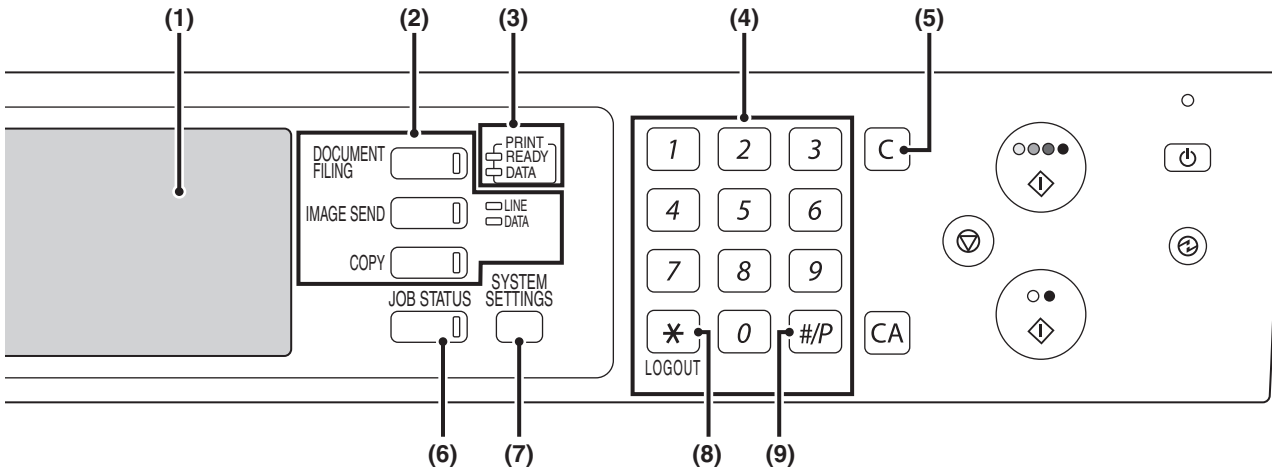 (1) (2) (3) (4) (5)
DOCUMENT FILING
PRINT
READY
DATA
IMAGE SEND
LINE
DATA
COPY
JOB STATUS
SYSTEM SETTINGS
1 2 3 C
4 5 6
7 8 9
* 0 #/P CA
LOGOUT
(6) (7) (8) (9)